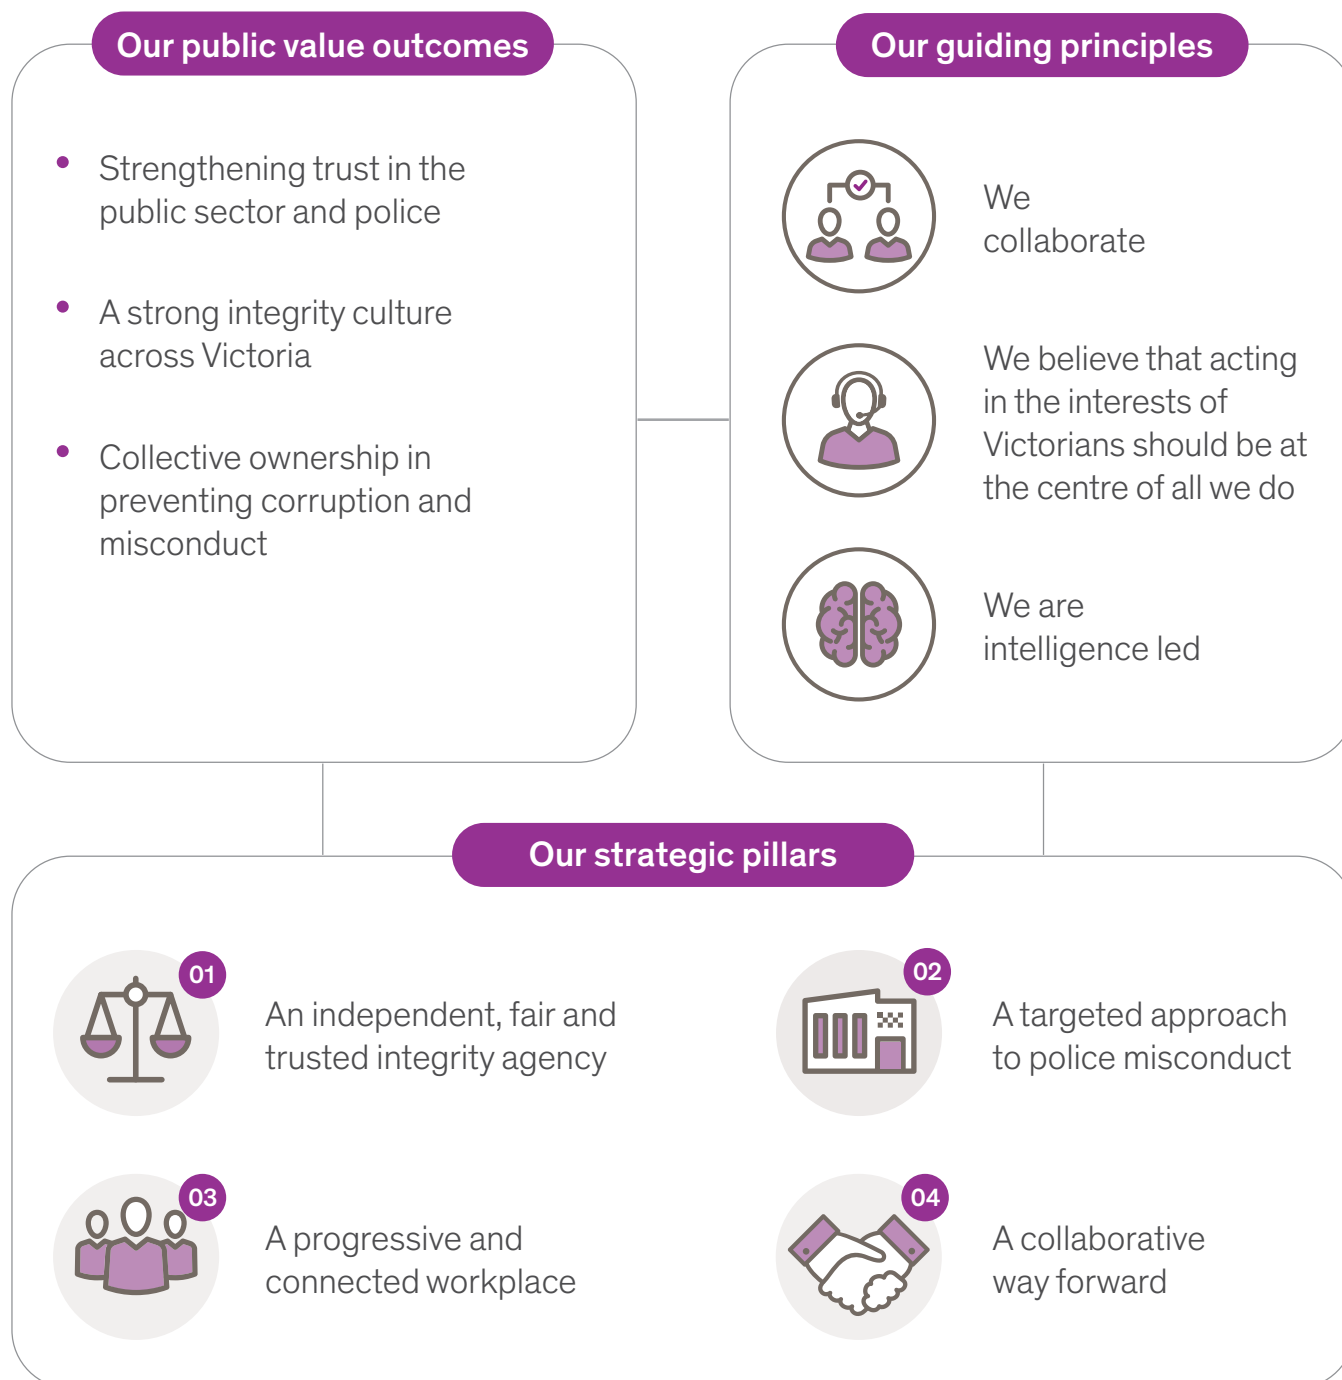 Our public value outcomes
• Strengthening trust in the
public sector and police
• A strong integrity culture
across Victoria
• Collective ownership in
preventing corruption and
misconduct
Our guiding principles
We
collaborate
We believe that acting
in the interests of
Victorians should be at
the centre of all we do
We are
intelligence led
Our strategic pillars
01
An independent, fair and
trusted integrity agency
02
A targeted approach
to police misconduct
03
A progressive and
connected workplace
04
A collaborative
way forward